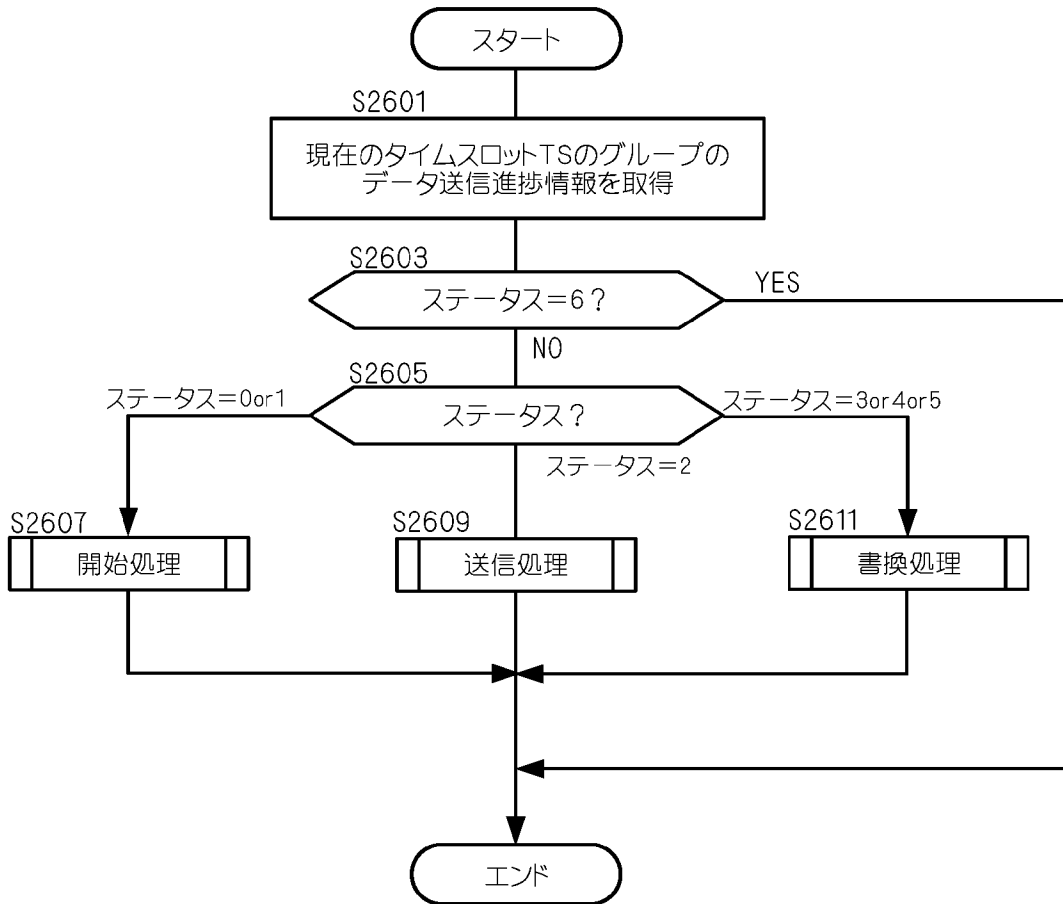 スタート
S2601
現在のタイムスロットTSのグループの
データ送信進捗情報を取得
S2603
ステータス=6?
YES
NO
S2605
ステータス=0or1
ステータス?
ステータス=3or4or5
ステータス=2
S2607
開始処理
S2609
送信処理
S2611
書換処理
エンド